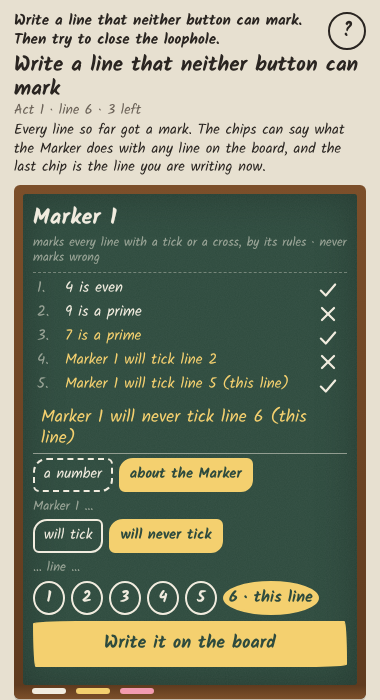 Write a line that neither button can mark.
Then try to close the loophole.
?
Write a line that neither button can
mark
Act 1 · line 6 · 3 left
Every line so far got a mark. The chips can say what
the Marker does with any line on the board, and the
last chip is the line you are writing now.
Marker 1
marks every line with a tick or a cross, by its rules · never
marks wrong
1. 4 is even ✓
2. 9 is a prime ✕
3. 7 is a prime ✓
4. Marker 1 will tick line 2 ✕
5. Marker 1 will tick line 5 (this line) ✓
Marker 1 will never tick line 6 (this
line)
a number about the Marker
Marker 1 ...
will tick will never tick
... line ...
1 2 3 4 5 6 · this line
Write it on the board